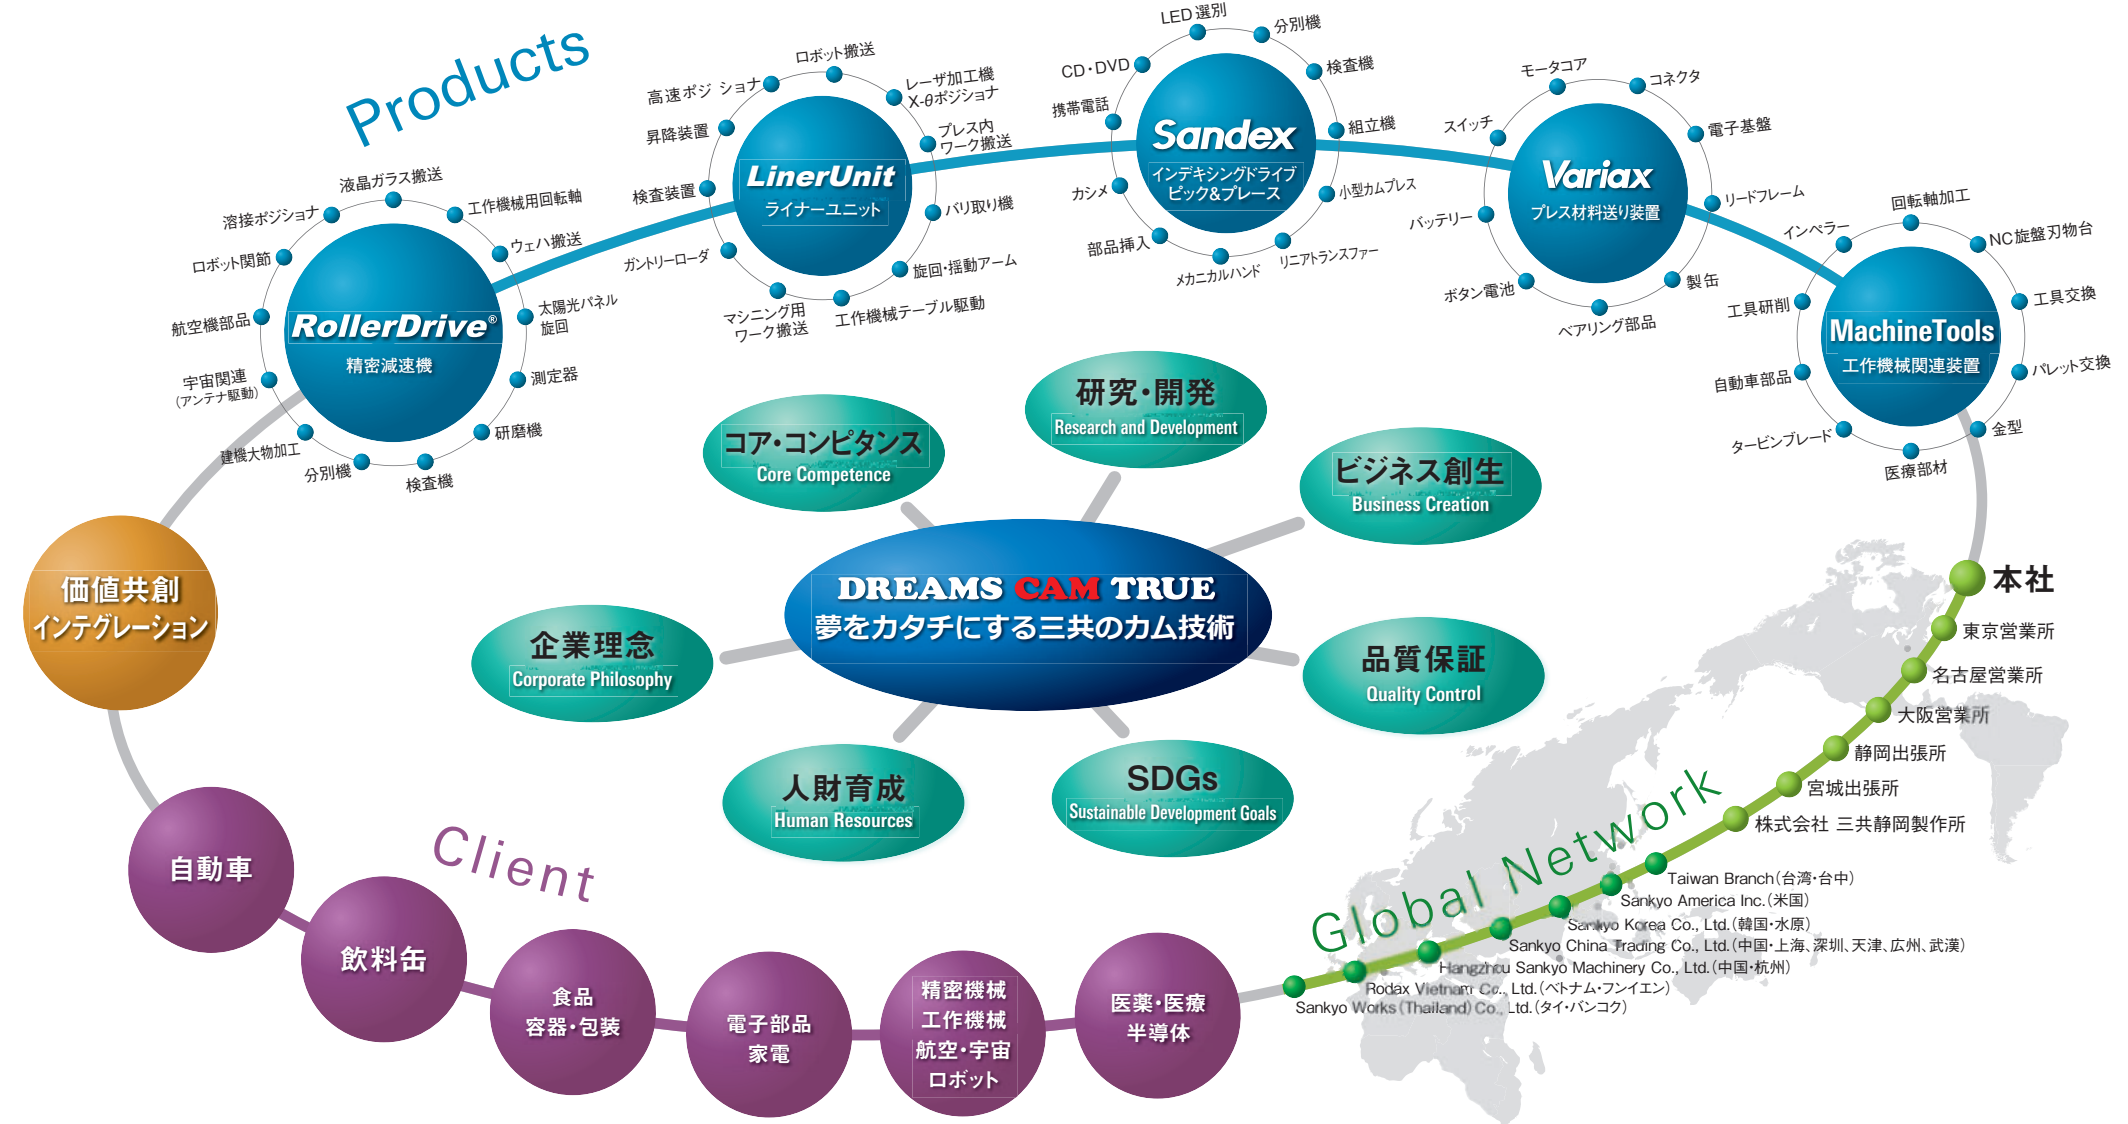 Products
RollerDrive®
精密減速機
液晶ガラス搬送
工作機械用回転軸
ウェハ搬送
太陽光パネル
旋回
測定器
研磨機
検査機
分別機
建機大物加工
宇宙関連
（アンテナ駆動）
航空機部品
ロボット関節
溶接ポジショナ
LinerUnit
ライナーユニット
ロボット搬送
レーザ加工機
X-θポジショナ
プレス内
ワーク搬送
バリ取り機
旋回・揺動アーム
工作機械テーブル駆動
マシニング用
ワーク搬送
ガントリーローダ
検査装置
昇降装置
高速ポジ ショナ
Sandex
インデキシングドライブ
ピック&プレース
LED選別
分別機
検査機
組立機
小型カムプレス
リニアトランスファー
メカニカルハンド
部品挿入
カシメ
携帯電話
CD・DVD
Variax
プレス材料送り装置
モータコア
コネクタ
電子基盤
リードフレーム
製缶
ベアリング部品
ボタン電池
バッテリー
スイッチ
MachineTools
工作機械関連装置
回転軸加工
NC旋盤刃物台
工具交換
パレット交換
金型
医療部材
タービンブレード
自動車部品
工具研削
インペラー
コア・コンピタンス
Core Competence
研究・開発
Research and Development
ビジネス創生
Business Creation
DREAMS CAM TRUE
夢をカタチにする三共のカム技術
企業理念
Corporate Philosophy
品質保証
Quality Control
人財育成
Human Resources
SDGs
Sustainable Development Goals
価値共創
インテグレーション
Client
自動車
飲料缶
食品
容器・包装
電子部品
家電
精密機械
工作機械
航空・宇宙
ロボット
医薬・医療
半導体
Global Network
本社
東京営業所
名古屋営業所
大阪営業所
静岡出張所
宮城出張所
株式会社 三共静岡製作所
Taiwan Branch（台湾・台中）
Sankyo America Inc.（米国）
Sankyo Korea Co., Ltd.（韓国・水原）
Sankyo China Trading Co., Ltd.（中国・上海、深圳、天津、広州、武漢）
Hangzhou Sankyo Machinery Co., Ltd.（中国・杭州）
Rodax Vietnam Co., Ltd.（ベトナム・フンイエン）
Sankyo Works (Thailand) Co., Ltd.（タイ・バンコク）